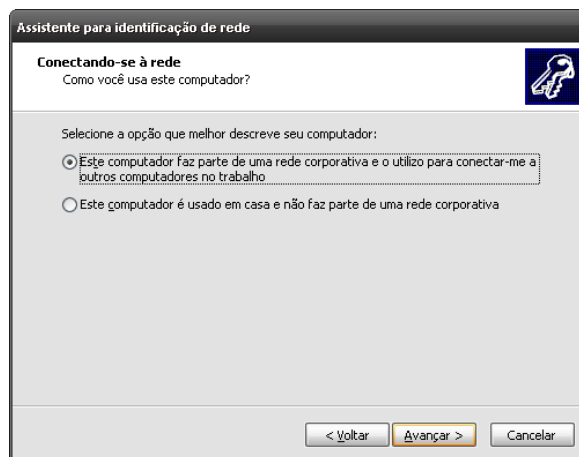 Assistente para identificação de rede
Conectando-se à rede
Como você usa este computador?
Selecione a opção que melhor descreve seu computador:
Este computador faz parte de uma rede corporativa e o utilizo para conectar-me a
outros computadores no trabalho
Este computador é usado em casa e não faz parte de uma rede corporativa
< Voltar Avançar > Cancelar